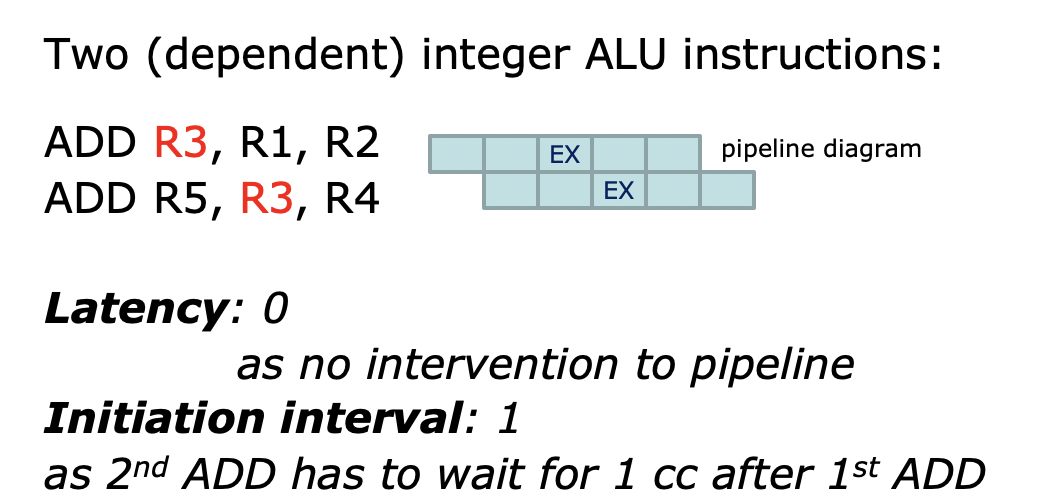 Two (dependent) integer ALU instructions:
ADD R3, R1, R2
EX
pipeline diagram
ADD R5, R3, R4
EX
Latency: 0
as no intervention to pipeline
Initiation interval: 1
as 2nd ADD has to wait for 1 cc after 1st ADD